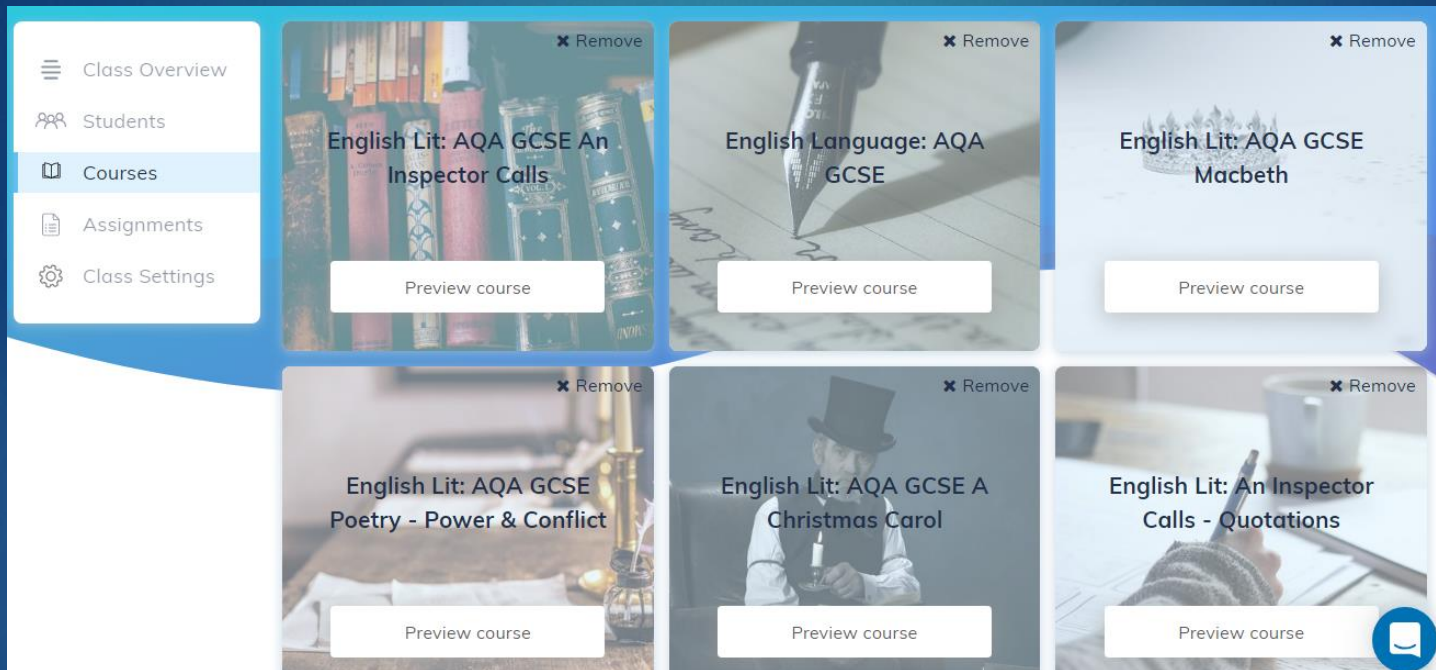 Class Overview
Students
Courses
Assignments
Class Settings
✖ Remove
English Lit: AQA GCSE An
Inspector Calls
Preview course
✖ Remove
English Language: AQA
GCSE
Preview course
✖ Remove
English Lit: AQA GCSE
Macbeth
Preview course
✖ Remove
English Lit: AQA GCSE
Poetry - Power & Conflict
Preview course
✖ Remove
English Lit: AQA GCSE A
Christmas Carol
Preview course
✖ Remove
English Lit: An Inspector
Calls - Quotations
Preview course